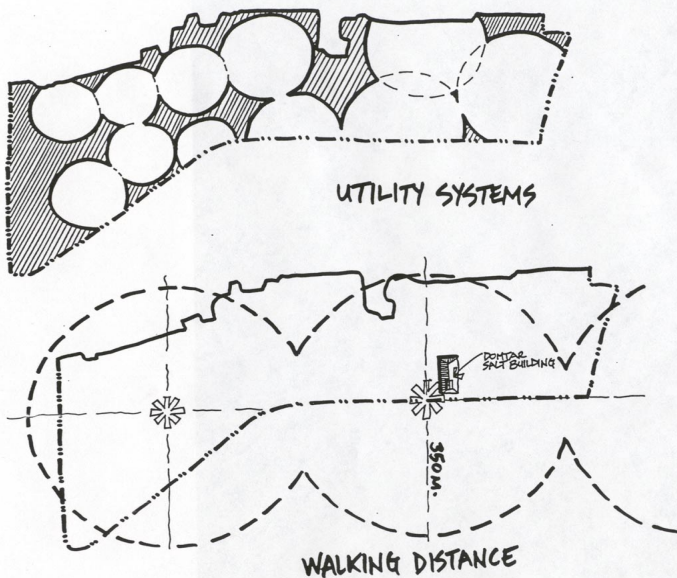 UTILITY SYSTEMS
DOMTAR
SALT BUILDING
350 M.
WALKING DISTANCE